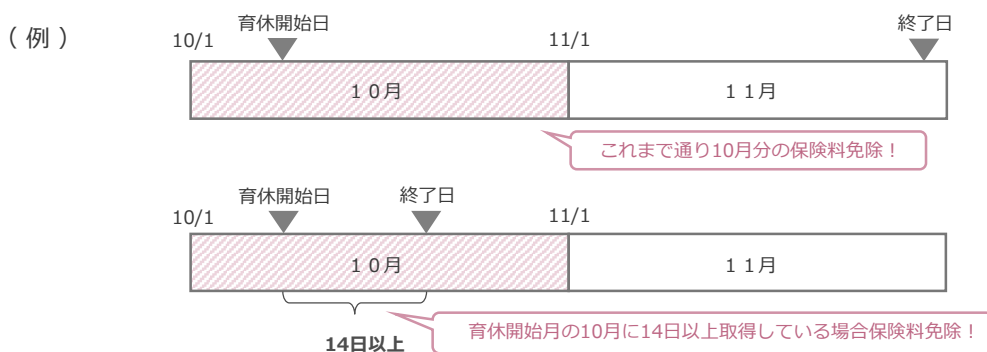 (例)
育休開始日
終了日
10/1
11/1
10月
11月
これまで通り10月分の保険料免除！
育休開始日
終了日
10/1
11/1
10月
11月
14日以上
育休開始月の10月に14日以上取得している場合保険料免除！